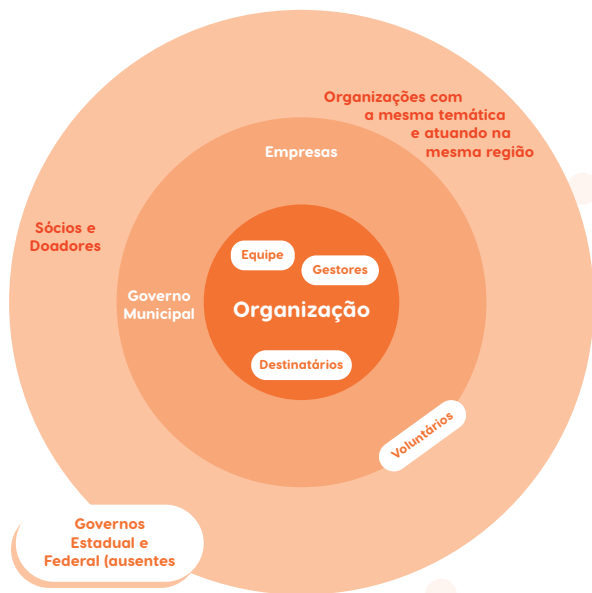 Organizações com
a mesma temática
e atuando na
mesma região
Empresas
Sócios e
Doadores
Equipe
Gestores
Governo
Municipal
Organização
Destinatários
Voluntários
Governos
Estadual e
Federal (ausentes